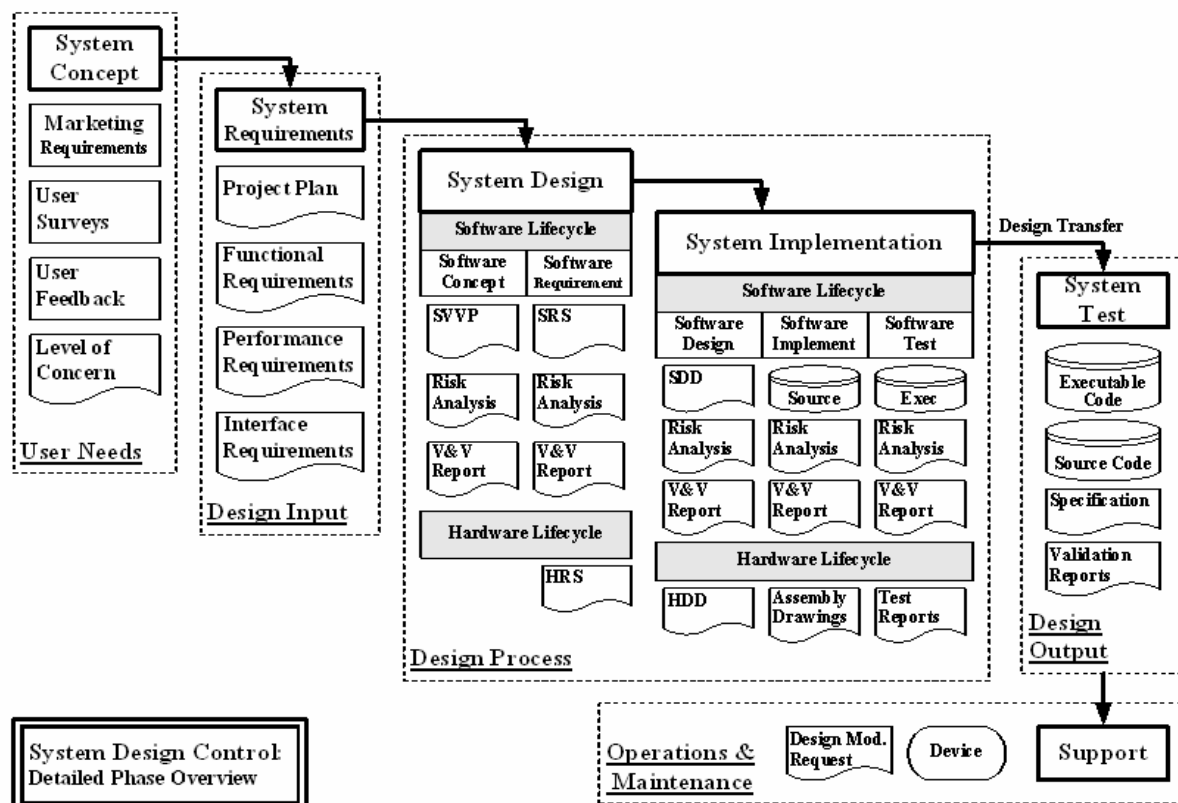 System
Concept
Marketing
Requirements
User
Surveys
User
Feedback
Level of
Concern
User Needs
System
Requirements
Project Plan
Functional
Requirements
Performance
Requirements
Interface
Requirements
Design Input
System Design
Software Lifecycle
Software
Concept
Software
Requirement
SVVP
SRS
Risk
Analysis
Risk
Analysis
V&V
Report
V&V
Report
Hardware Lifecycle
HRS
Design Process
System Implementation
Software Lifecycle
Software
Design
Software
Implement
Software
Test
SDD
Source
Exec
Risk
Analysis
Risk
Analysis
Risk
Analysis
V&V
Report
V&V
Report
V&V
Report
Hardware Lifecycle
HDD
Assembly
Drawings
Test
Reports
Design Transfer
System
Test
Executable
Code
Source Code
Specification
Validation
Reports
Design
Output
System Design Control:
Detailed Phase Overview
Operations &
Maintenance
Design Mod.
Request
Device
Support